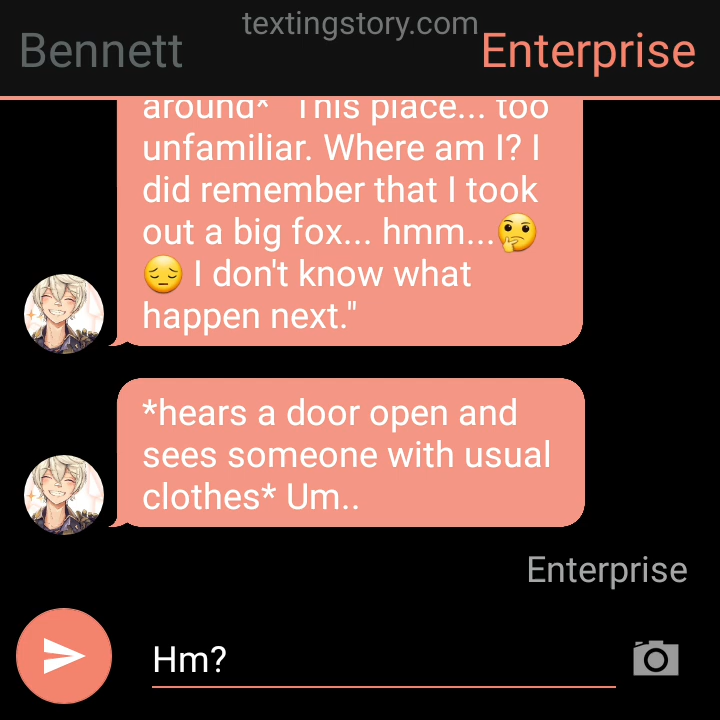 textingstory.com
Bennett
Enterprise
around* "This place... too
unfamiliar. Where am I? I
did remember that I took
out a big fox... hmm...🤔
😔 I don't know what
happen next."
*hears a door open and
sees someone with usual
clothes* Um..
Enterprise
Hm?